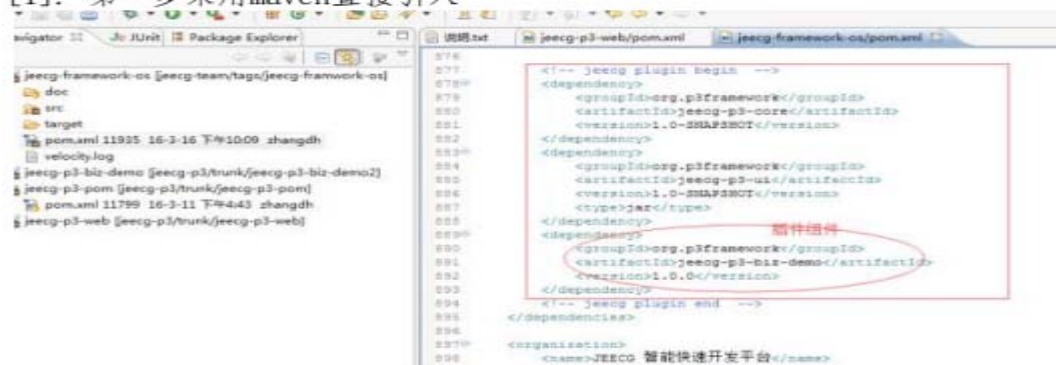 [1]. 第一步采用maven直接引入
avigator JUnit Package Explorer
jeecg-framework-os [jeecg-team/tags/jeecg-framwork-os]
doc
src
target
pom.xml 11935 16-3-16 下午10:09 zhangdh
velocity.log
jeecg-p3-biz-demo [jeecg-p3/trunk/jeecg-p3-biz-demo2]
jeecg-p3-pom [jeecg-p3/trunk/jeecg-p3-pom]
pom.xml 11799 16-3-11 下午4:43 zhangdh
jeecg-p3-web [jeecg-p3/trunk/jeecg-p3-web]
说明.txt jeecg-p3-web/pom.xml jeecg-framework-os/pom.xml
876
877 <!-- jeecg plugin begin -->
878 <dependency>
879 <groupId>org.p3framework</groupId>
880 <artifactId>jeecg-p3-core</artifactId>
881 <version>1.0-SNAPSHOT</version>
882 </dependency>
883 <dependency>
884 <groupId>org.p3framework</groupId>
885 <artifactId>jeecg-p3-ui</artifactId>
886 <version>1.0-SNAPSHOT</version>
887 <type>jar</type>
888 </dependency>
889 <dependency>
插件组件
890 <groupId>org.p3framework</groupId>
891 <artifactId>jeecg-p3-biz-demo</artifactId>
892 <version>1.0.0</version>
893 </dependency>
894 <!-- jeecg plugin end -->
895 </dependencies>
896
897 <organization>
898 <name>JEECG 智能快速开发平台</name>